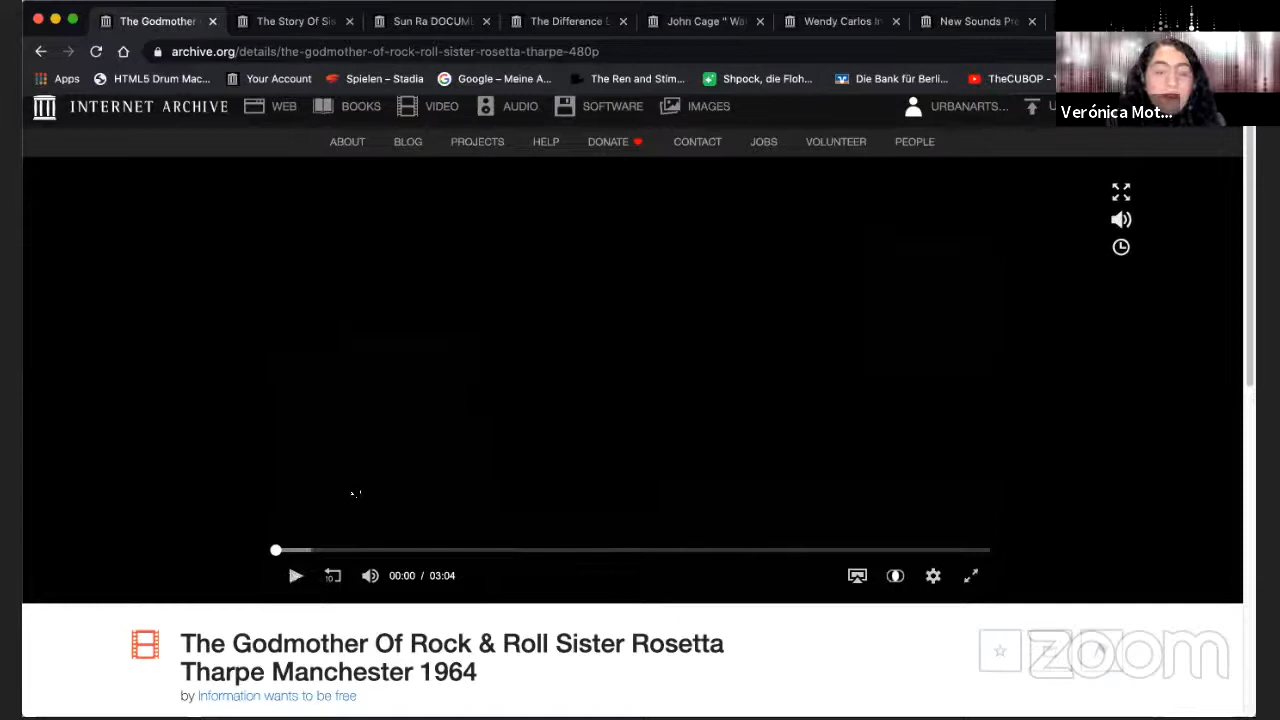 The Godmother
The Story Of Sis
Sun Ra DOCUM
The Difference
John Cage " Wa
Wendy Carlos In
New Sounds Pre
archive.org/details/the-godmother-of-rock-roll-sister-rosetta-tharpe-480p
Apps
HTML5 Drum Mac...
Your Account
Spielen – Stadia
Google – Meine A...
The Ren and Stim...
Shpock, die Floh...
Die Bank für Berli...
TheCUBOP -
Verónica Mot...
INTERNET ARCHIVE
WEB
BOOKS
VIDEO
AUDIO
SOFTWARE
IMAGES
URBANARTS...
ABOUT
BLOG
PROJECTS
HELP
DONATE
CONTACT
JOBS
VOLUNTEER
PEOPLE
10
00:00 / 03:04
The Godmother Of Rock & Roll Sister Rosetta
Tharpe Manchester 1964
by Information wants to be free
zoom